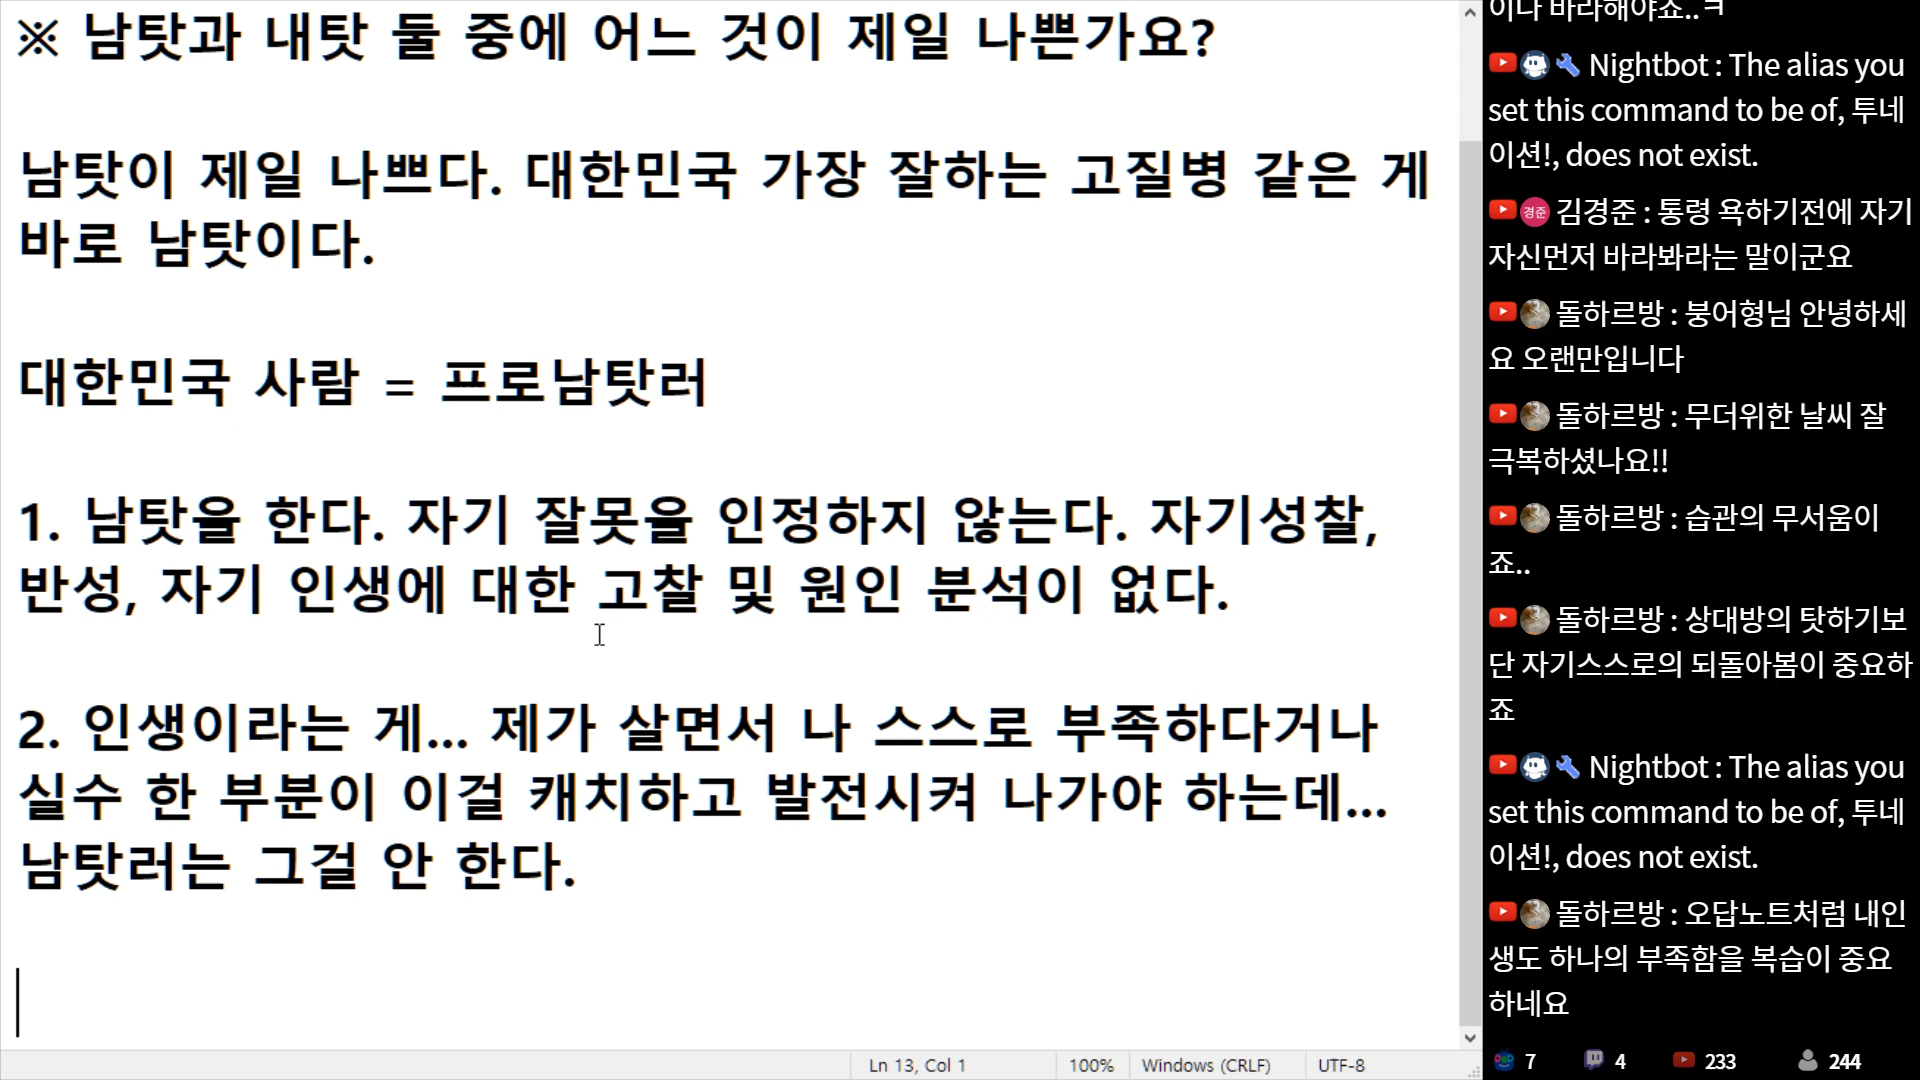 ※ 남탓과 내탓 둘 중에 어느 것이 제일 나쁜가요?
남탓이 제일 나쁘다. 대한민국 가장 잘하는 고질병 같은 게
바로 남탓이다.
대한민국 사람 = 프로남탓러
1. 남탓을 한다. 자기 잘못을 인정하지 않는다. 자기성찰,
반성, 자기 인생에 대한 고찰 및 원인 분석이 없다.
2. 인생이라는 게... 제가 살면서 나 스스로 부족하다거나
실수 한 부분이 이걸 캐치하고 발전시켜 나가야 하는데...
남탓러는 그걸 안 한다.
Ln 13, Col 1
100%
Windows (CRLF)
UTF-8
이나 바라해야죠..ㅋ
Nightbot : The alias you
set this command to be of, 투네
이션!, does not exist.
경준 김경준 : 통령 욕하기전에 자기
자신먼저 바라봐라는 말이군요
돌하르방 : 붕어형님 안녕하세
요 오랜만입니다
돌하르방 : 무더위한 날씨 잘
극복하셨나요!!
돌하르방 : 습관의 무서움이
죠..
돌하르방 : 상대방의 탓하기보
단 자기스스로의 되돌아봄이 중요하
죠
Nightbot : The alias you
set this command to be of, 투네
이션!, does not exist.
돌하르방 : 오답노트처럼 내인
생도 하나의 부족함을 복습이 중요
하네요
7 4 233 244